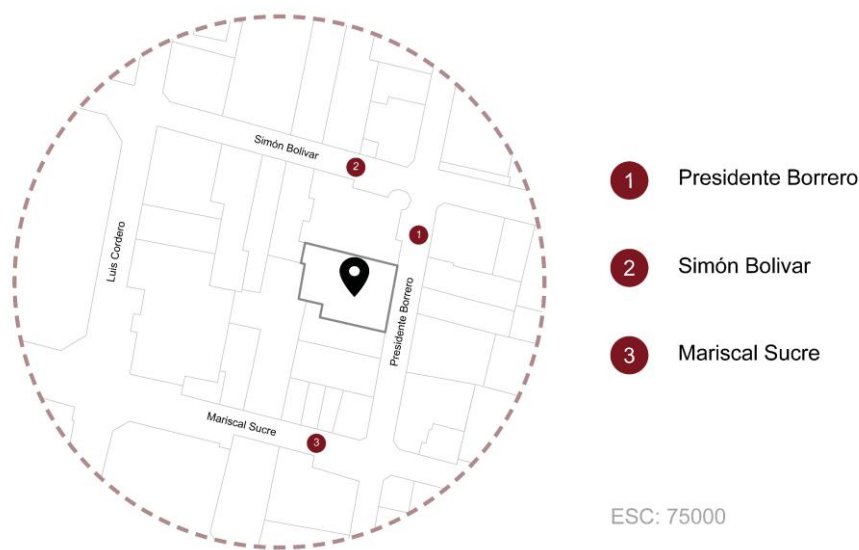 Simón Bolivar
2
1
Luis Cordero
Presidente Borrero
Mariscal Sucre
3
1 Presidente Borrero
2 Simón Bolivar
3 Mariscal Sucre
ESC: 75000